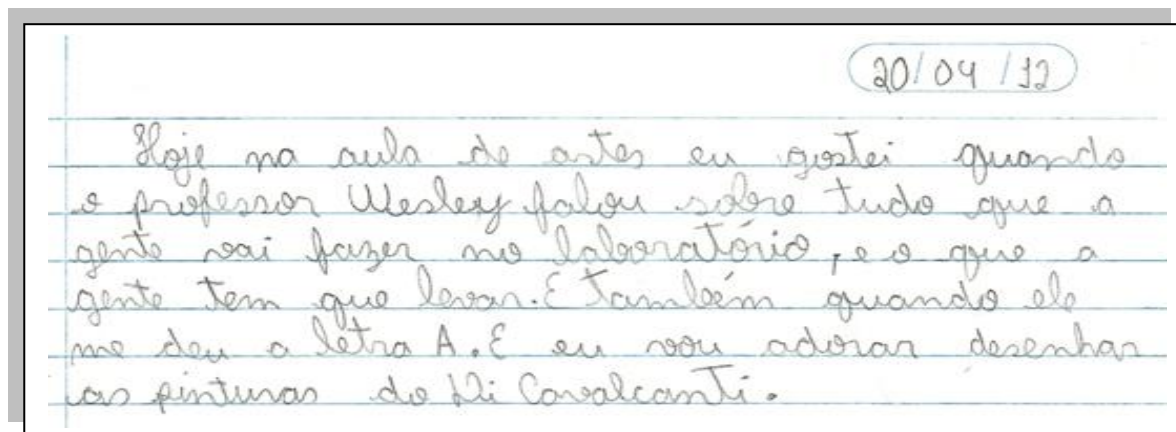 20/04/12
Hoje na aula de artes eu gostei quando
o professor Wesley falou sobre tudo que a
gente vai fazer no laboratório, e o que a
gente tem que levar. E também quando ele
me deu a letra A. E eu vou adorar desenhar
as pinturas do Di Cavalcanti.